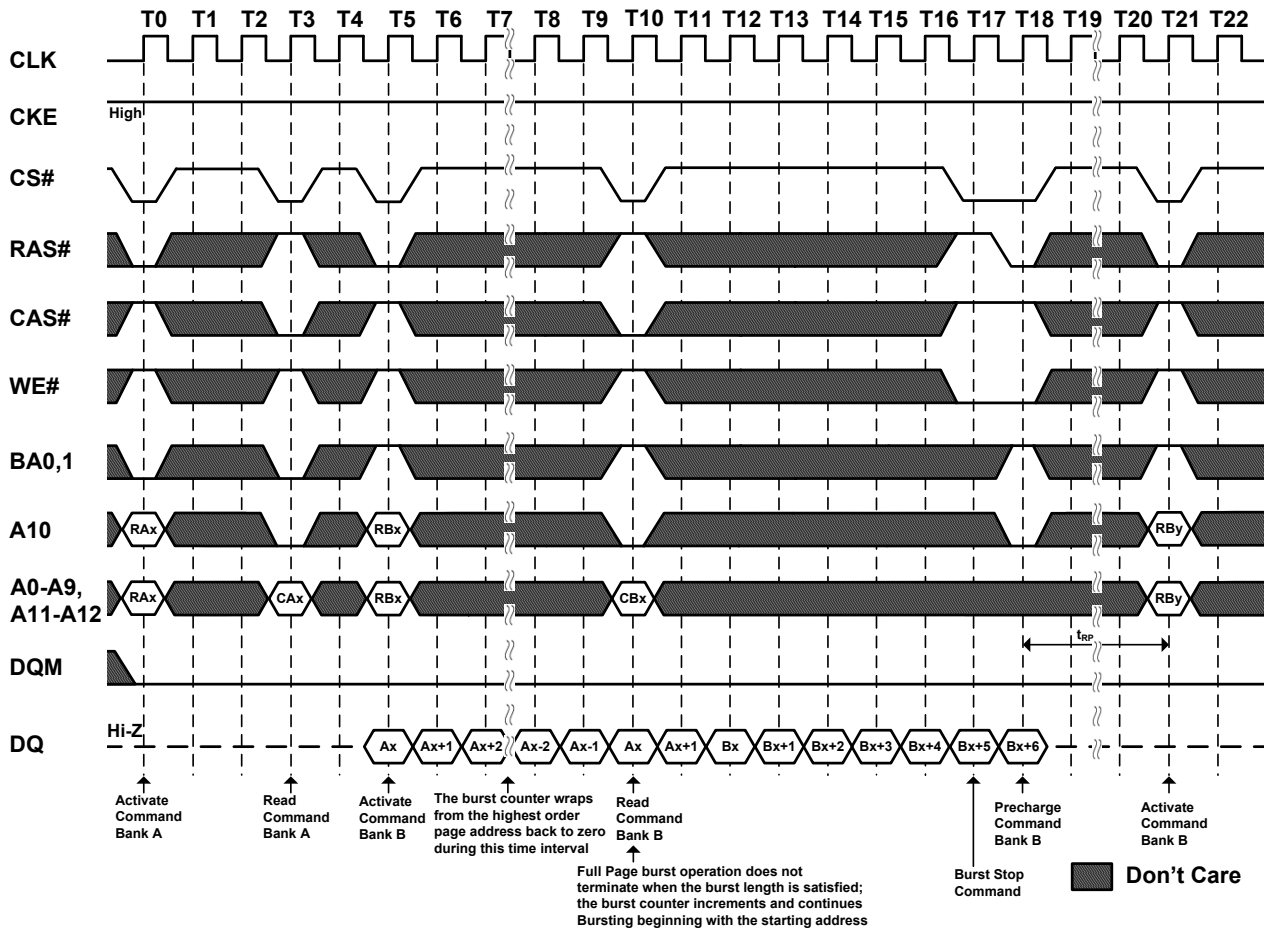 T0 T1 T2 T3 T4 T5 T6 T7 T8 T9 T10 T11 T12 T13 T14 T15 T16 T17 T18 T19 T20 T21 T22
CLK
CKE
High
CS#
RAS#
CAS#
WE#
BA0,1
A10
RAx RBx RBy
A0-A9,
A11-A12
RAx CAx RBx CBx RBy
tRP
DQM
DQ
Hi-Z
Ax Ax+1 Ax+2 Ax-2 Ax-1 Ax Ax+1 Bx Bx+1 Bx+2 Bx+3 Bx+4 Bx+5 Bx+6
Activate
Command
Bank A
Read
Command
Bank A
Activate
Command
Bank B
The burst counter wraps
from the highest order
page address back to zero
during this time interval
Read
Command
Bank B
Full Page burst operation does not
terminate when the burst length is satisfied;
the burst counter increments and continues
Bursting beginning with the starting address
Burst Stop
Command
Precharge
Command
Bank B
Activate
Command
Bank B
Don't Care